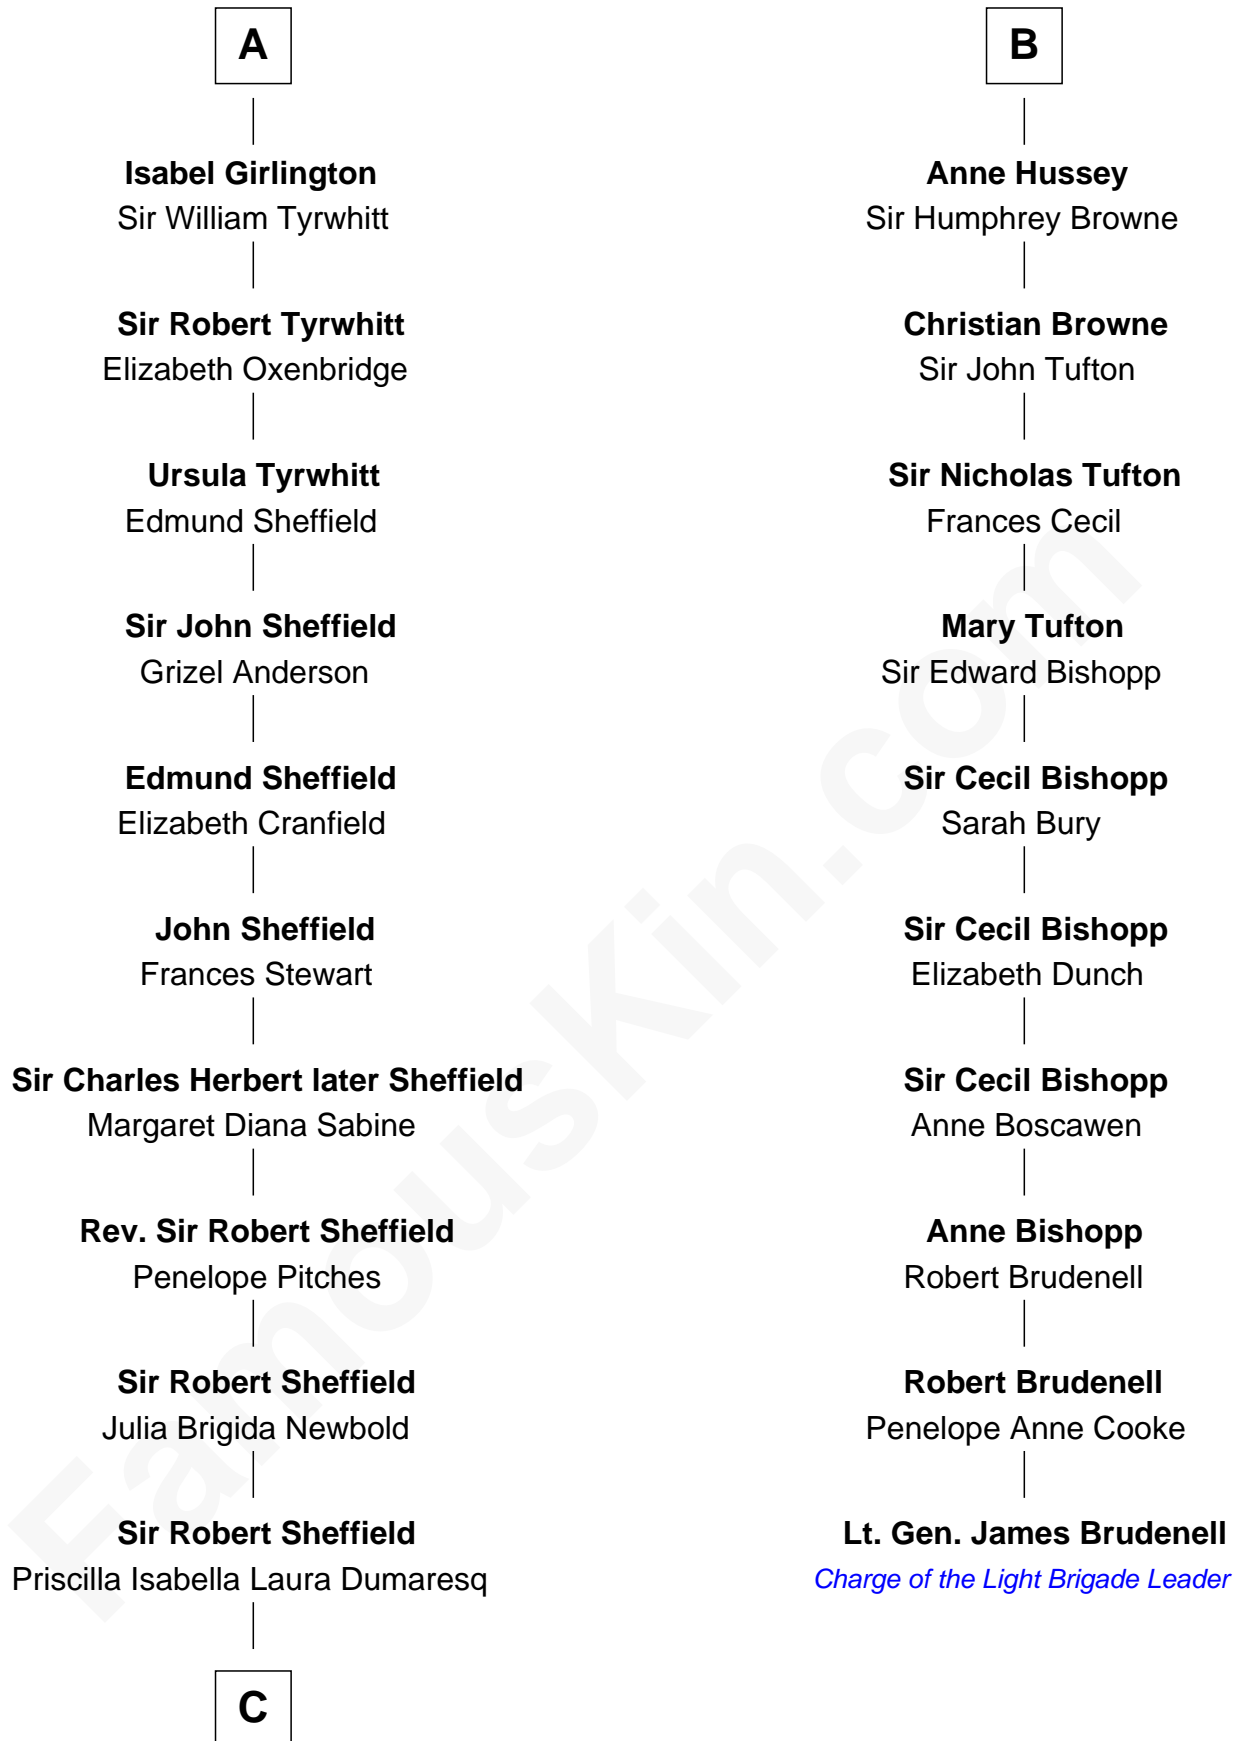 A
Isabel Girlington
Sir William Tyrwhitt
Sir Robert Tyrwhitt
Elizabeth Oxenbridge
Ursula Tyrwhitt
Edmund Sheffield
Sir John Sheffield
Grizel Anderson
Edmund Sheffield
Elizabeth Cranfield
John Sheffield
Frances Stewart
Sir Charles Herbert later Sheffield
Margaret Diana Sabine
Rev. Sir Robert Sheffield
Penelope Pitches
Sir Robert Sheffield
Julia Brigida Newbold
Sir Robert Sheffield
Priscilla Isabella Laura Dumaresq
C
B
Anne Hussey
Sir Humphrey Browne
Christian Browne
Sir John Tufton
Sir Nicholas Tufton
Frances Cecil
Mary Tufton
Sir Edward Bishopp
Sir Cecil Bishopp
Sarah Bury
Sir Cecil Bishopp
Elizabeth Dunch
Sir Cecil Bishopp
Anne Boscawen
Anne Bishopp
Robert Brudenell
Robert Brudenell
Penelope Anne Cooke
Lt. Gen. James Brudenell
Charge of the Light Brigade Leader
FamousKin.com